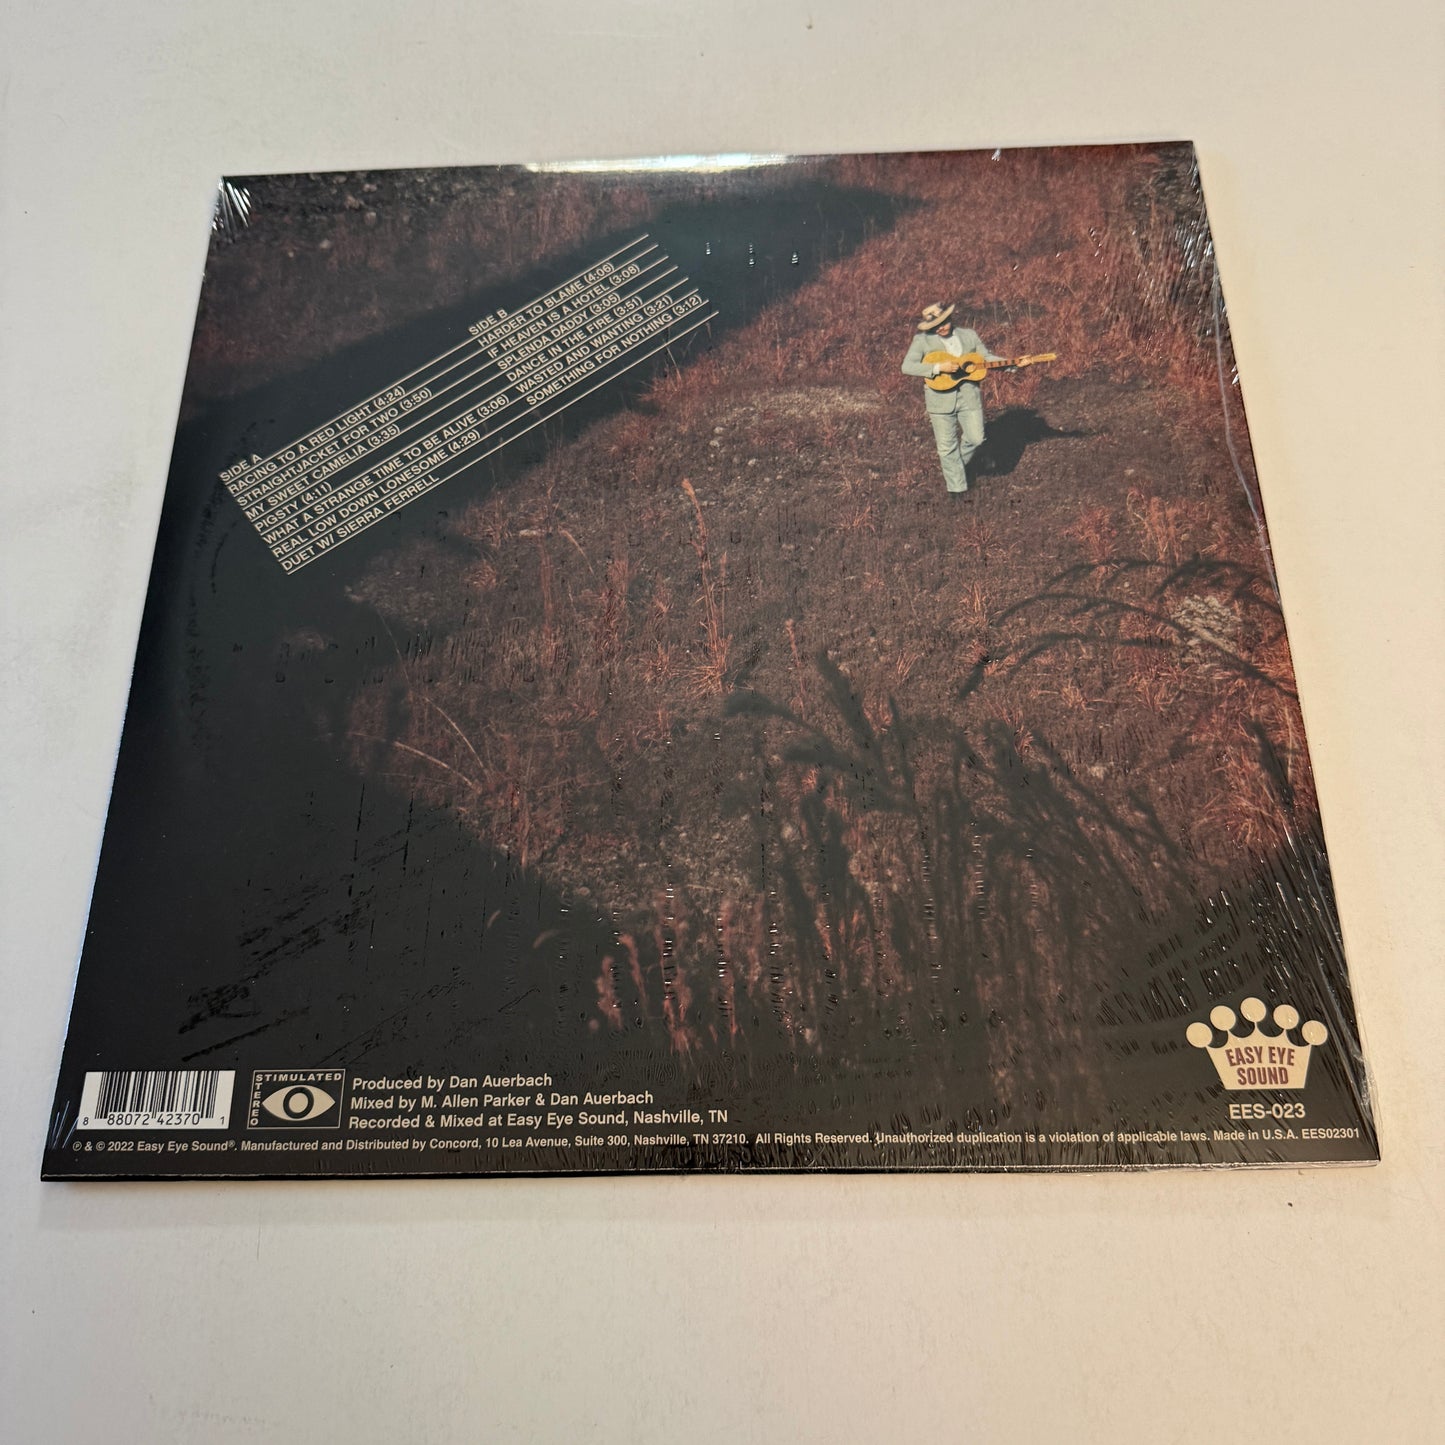 SIDE A
RACING TO A RED LIGHT (4:24)
STRAIGHTJACKET FOR TWO (3:50)
MY SWEET CAMELIA (3:35)
PIGSTY (4:11)
WHAT A STRANGE TIME TO BE ALIVE (3:06)
REAL LOW DOWN LONESOME (4:29)
DUET W/ SIERRA FERRELL
SIDE B
HARDER TO BLAME (4:06)
IF HEAVEN IS A HOTEL (3:08)
SPLENDA DADDY (3:05)
DANCE IN THE FIRE (3:51)
WASTED AND WANTING (3:21)
SOMETHING FOR NOTHING (3:12)
8 88072 42370 1
STIMULATED
STEREO
Produced by Dan Auerbach
Mixed by M. Allen Parker & Dan Auerbach
Recorded & Mixed at Easy Eye Sound, Nashville, TN
EASY EYE
SOUND
EES-023
℗ & © 2022 Easy Eye Sound®. Manufactured and Distributed by Concord, 10 Lea Avenue, Suite 300, Nashville, TN 37210. All Rights Reserved. Unauthorized duplication is a violation of applicable laws. Made in U.S.A. EES02301